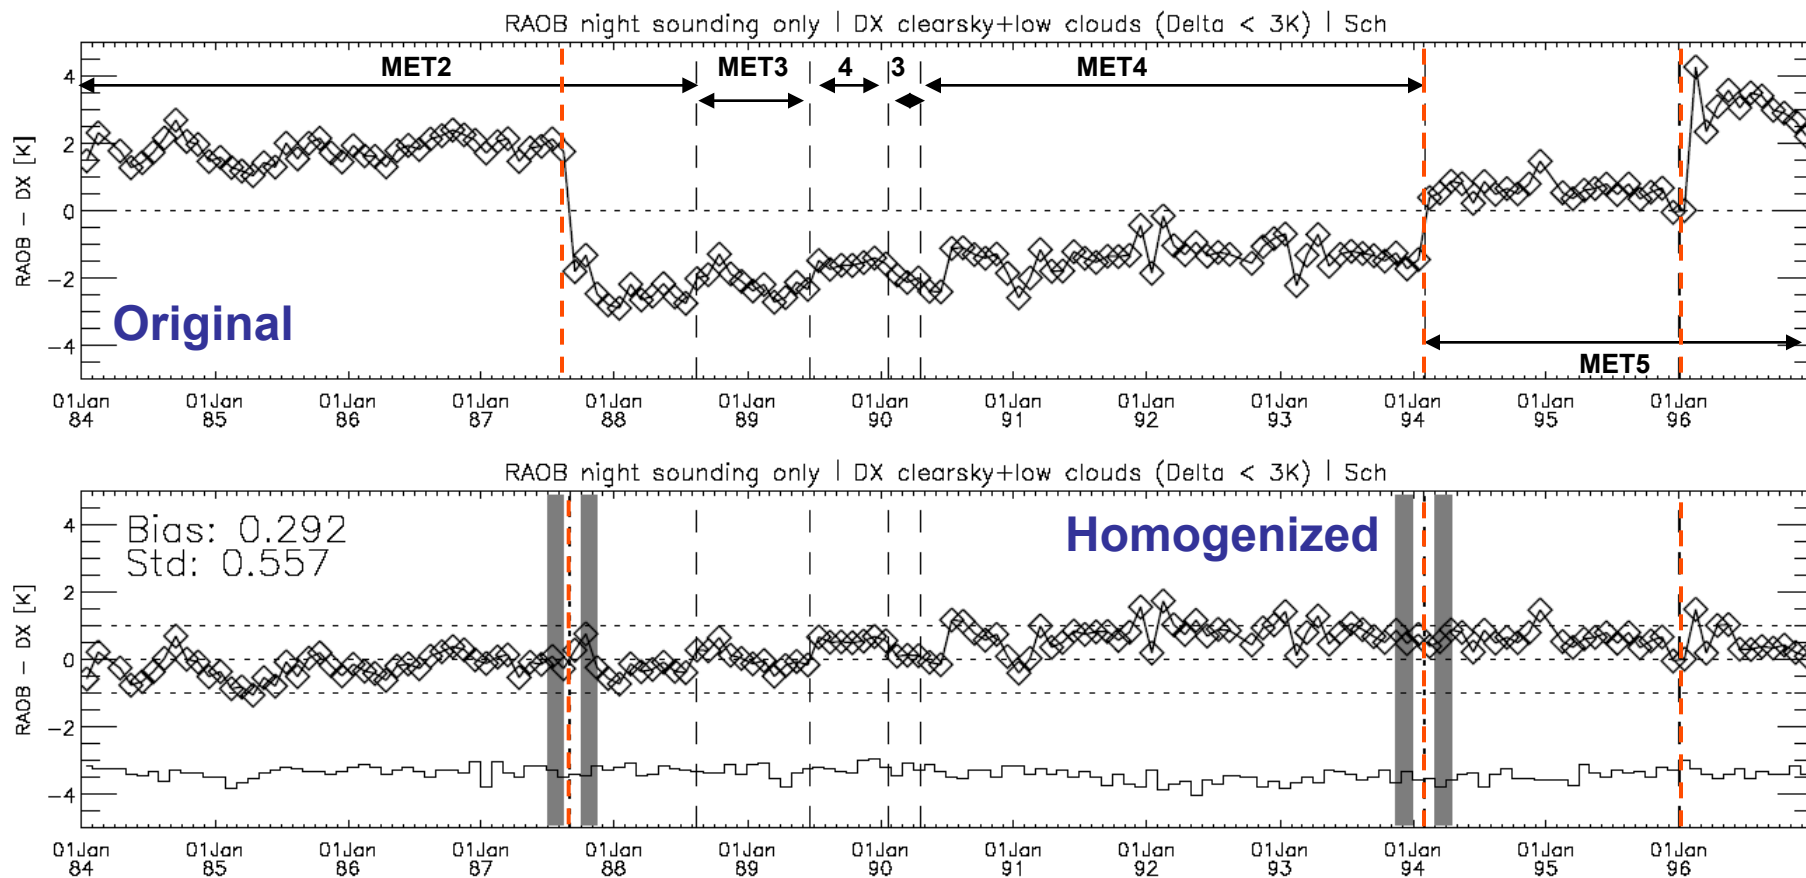 RAOB night sounding only | DX clearsky+low clouds (Delta < 3K) | Sch
MET2 MET3 4 3 MET4
4
2
0
-2
-4
RAOB - DX [K]
Original
MET5
01Jan 01Jan 01Jan 01Jan 01Jan 01Jan 01Jan 01Jan 01Jan 01Jan 01Jan 01Jan 01Jan
84 85 86 87 88 89 90 91 92 93 94 95 96
RAOB night sounding only | DX clearsky+low clouds (Delta < 3K) | Sch
Bias: 0.292
Std: 0.557
Homogenized
4
2
0
-2
-4
RAOB - DX [K]
01Jan 01Jan 01Jan 01Jan 01Jan 01Jan 01Jan 01Jan 01Jan 01Jan 01Jan 01Jan 01Jan
84 85 86 87 88 89 90 91 92 93 94 95 96